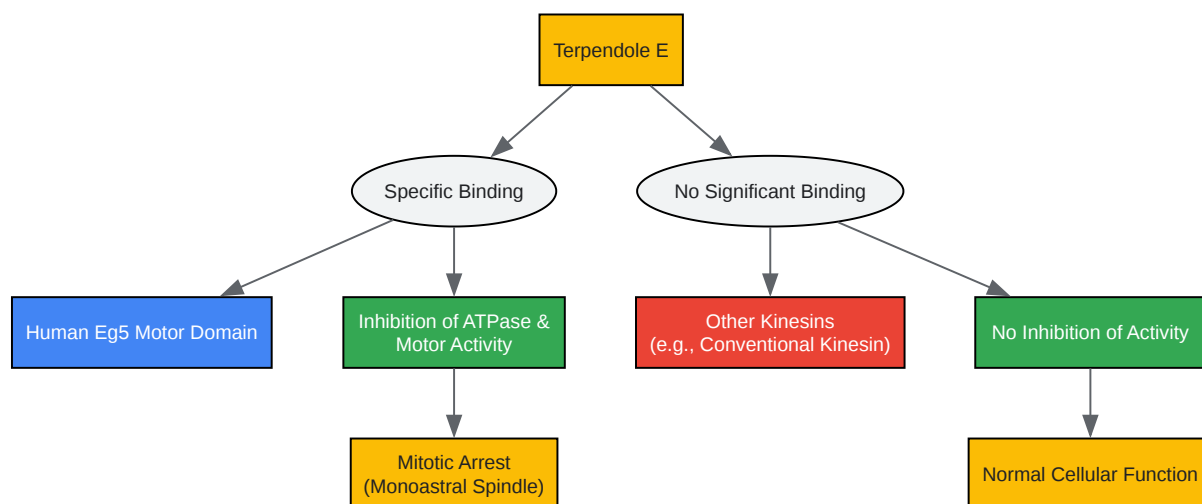 Terpendole E
Specific Binding
No Significant Binding
Human Eg5 Motor Domain
Inhibition of ATPase &
Motor Activity
Other Kinesins
(e.g., Conventional Kinesin)
No Inhibition of Activity
Mitotic Arrest
(Monoastral Spindle)
Normal Cellular Function